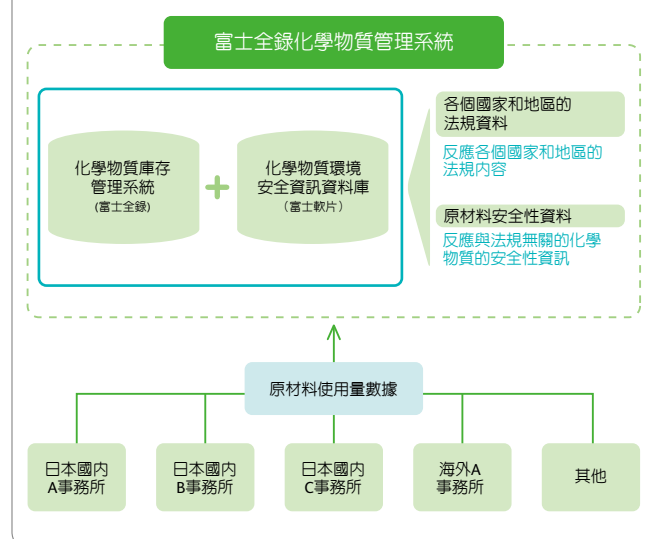 富士全錄化學物質管理系統
化學物質庫存
管理系統
(富士全錄)
化學物質環境
安全資訊資料庫
（富士軟片）
各個國家和地區的
法規資料
反應各個國家和地區的
法規內容
原材料安全性資料
反應與法規無關的化學
物質的安全性資訊
原材料使用量數據
日本國內
A事務所
日本國內
B事務所
日本國內
C事務所
海外A
事務所
其他